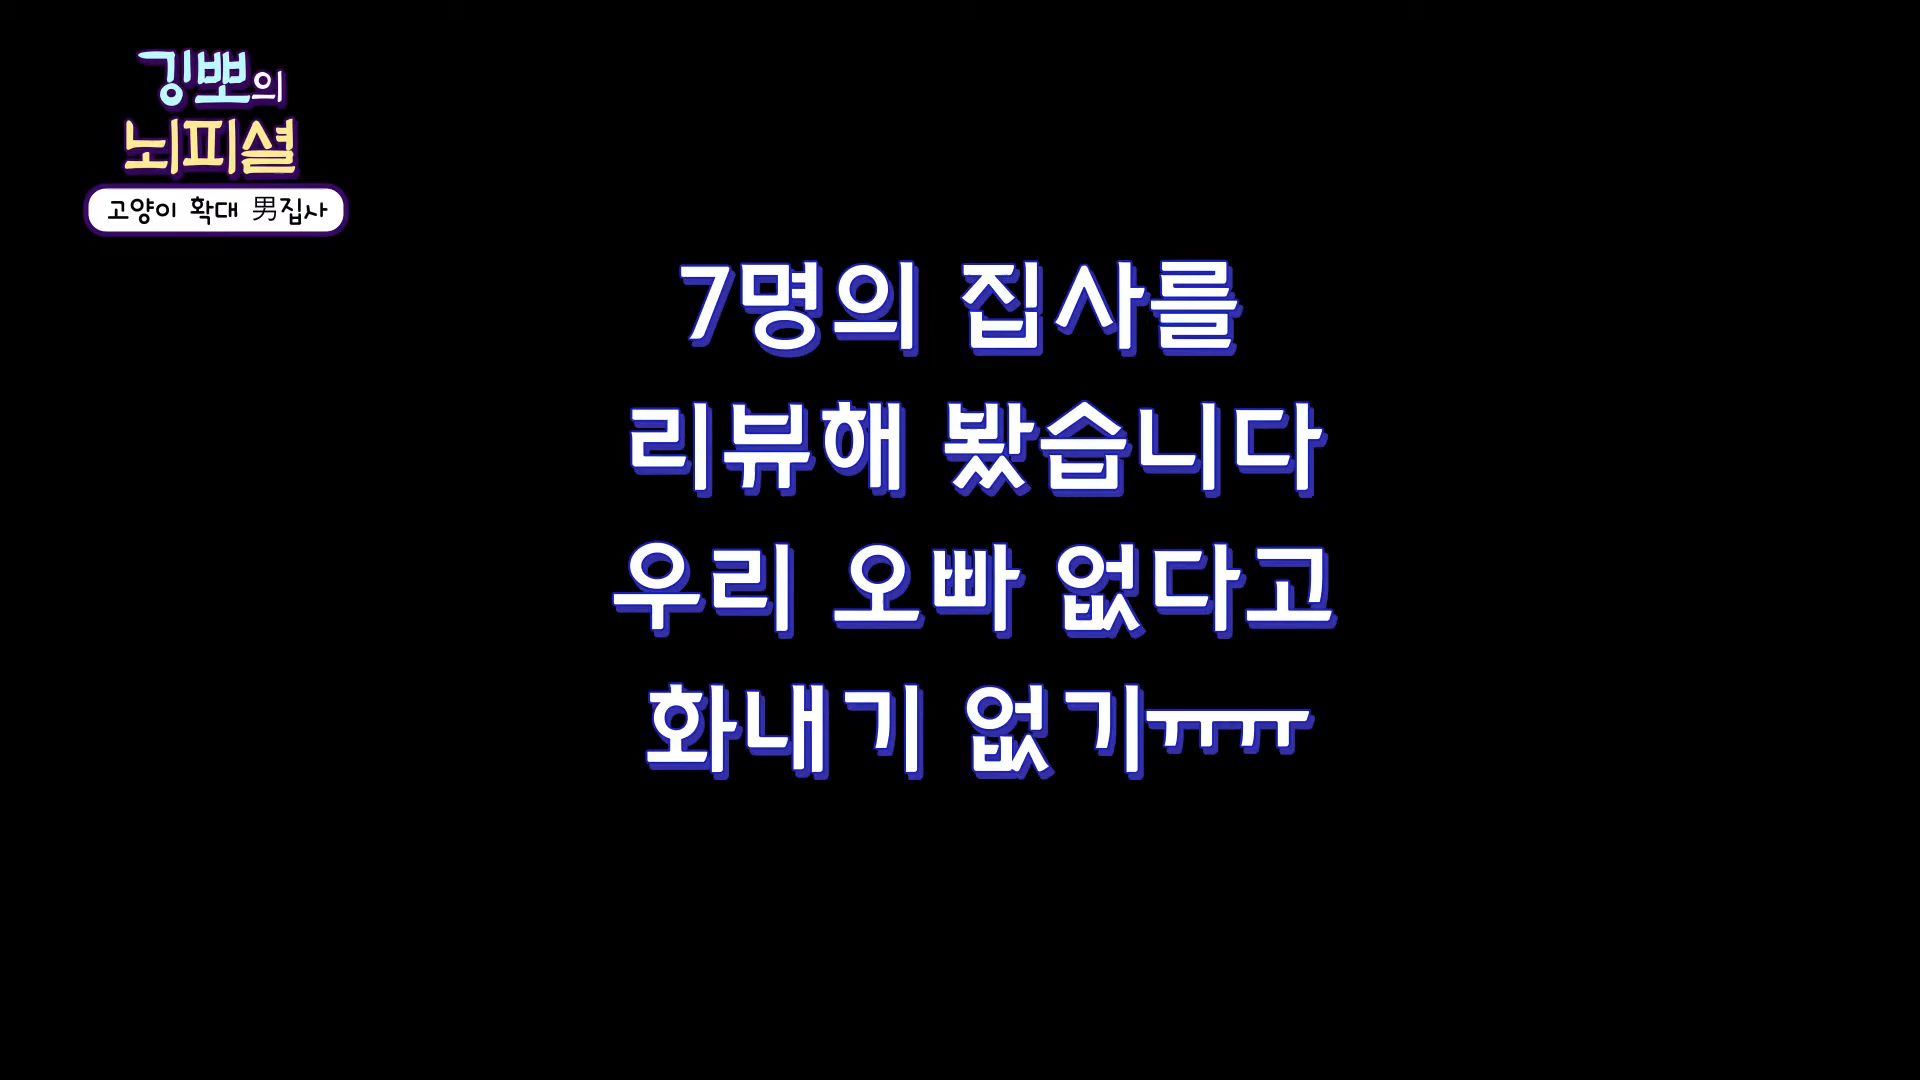 깅뽀의
뇌피셜
고양이 확대 男집사
7명의 집사를
리뷰해 봤습니다
우리 오빠 없다고
화내기 없기ㅠㅠ